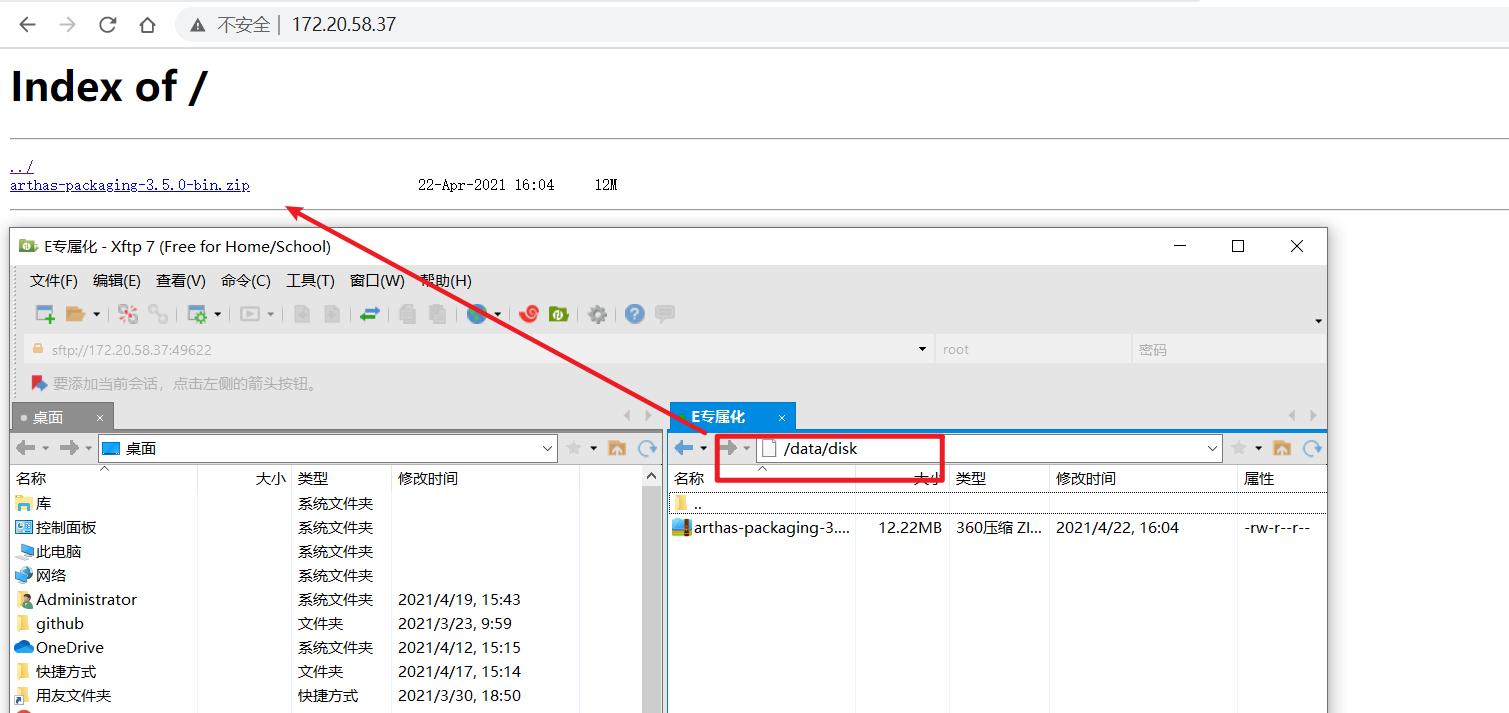 不安全 | 172.20.58.37
Index of /
../
arthas-packaging-3.5.0-bin.zip 22-Apr-2021 16:04 12M
E专属化 - Xftp 7 (Free for Home/School)
文件(F) 编辑(E) 查看(V) 命令(C) 工具(T) 窗口(W) 帮助(H)
sftp://172.20.58.37:49622 root 密码
要添加当前会话，点击左侧的箭头按钮。
桌面 × E专属化 ×
桌面 /data/disk
名称 大小 类型 修改时间 名称 大小 类型 修改时间 属性
库 系统文件夹 ..
控制面板 系统文件夹 arthas-packaging-3.... 12.22MB 360压缩 ZI... 2021/4/22, 16:04 -rw-r--r--
此电脑 系统文件夹
网络 系统文件夹
Administrator 系统文件夹 2021/4/19, 15:43
github 文件夹 2021/3/23, 9:59
OneDrive 系统文件夹 2021/4/12, 15:15
快捷方式 文件夹 2021/4/17, 15:14
用友文件夹 快捷方式 2021/3/30, 18:50